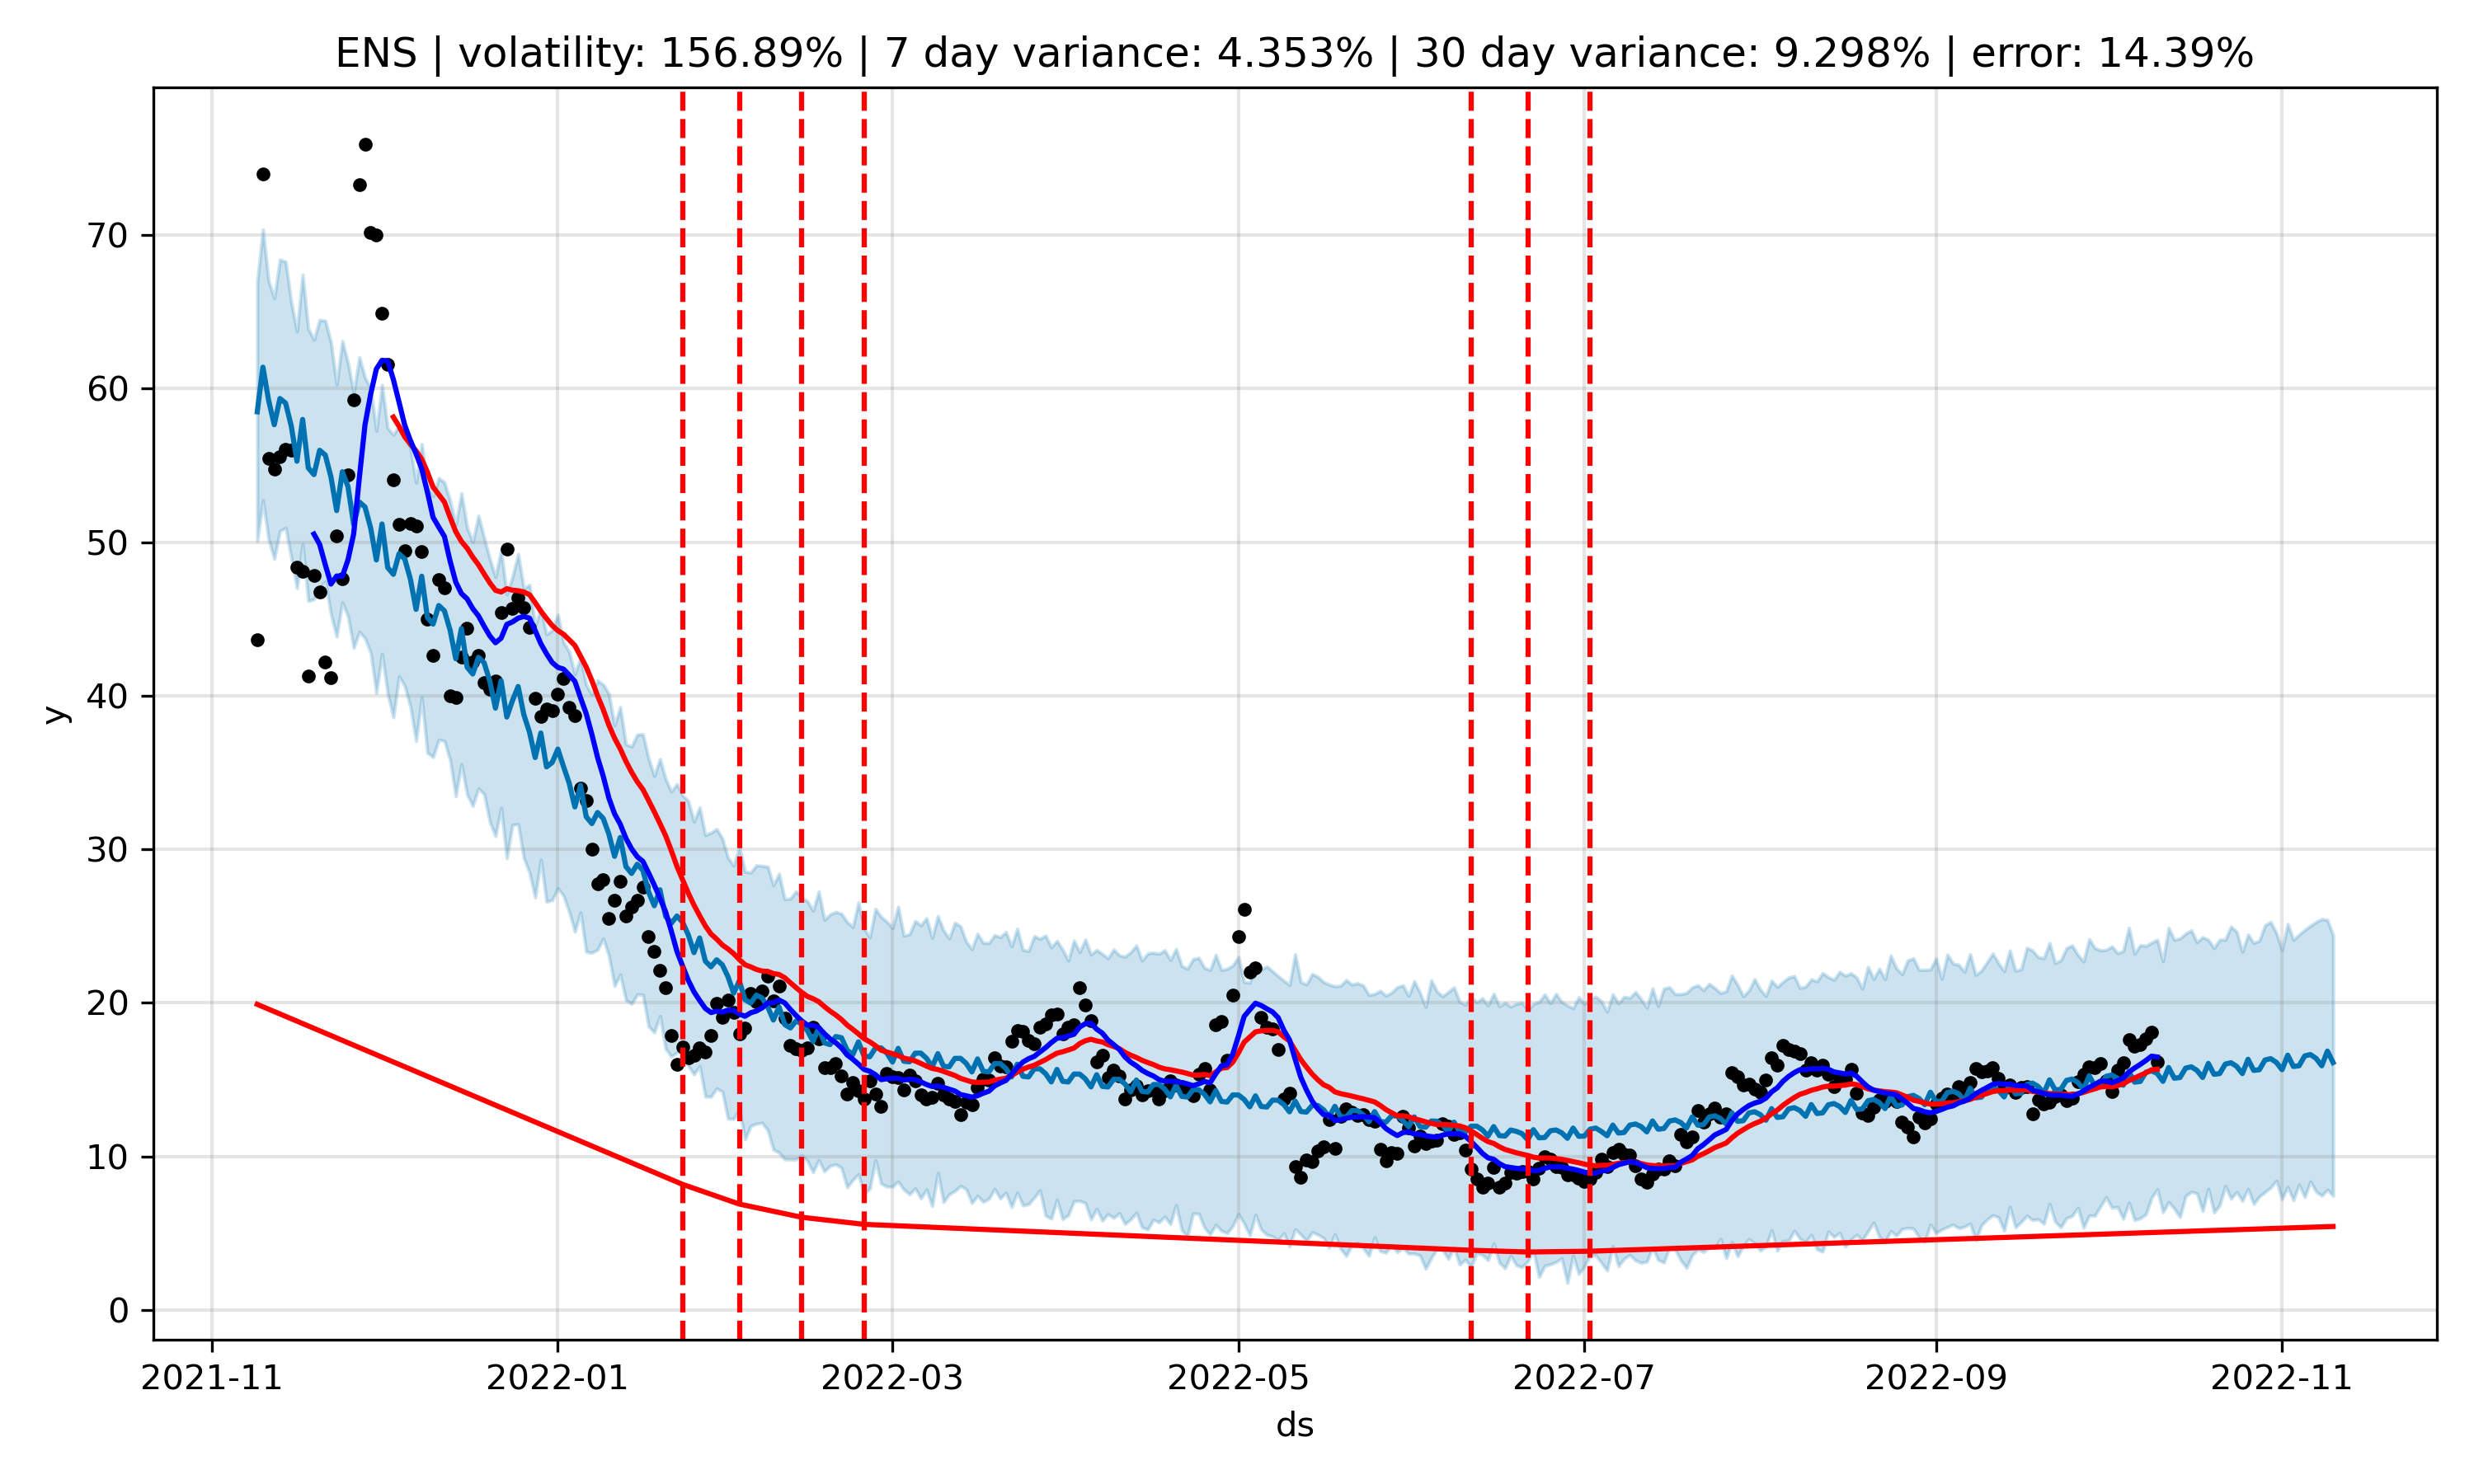 ENS | volatility: 156.89% | 7 day variance: 4.353% | 30 day variance: 9.298% | error: 14.39%
70
60
50
40
30
20
10
0
y
2021-11 2022-01 2022-03 2022-05 2022-07 2022-09 2022-11
ds